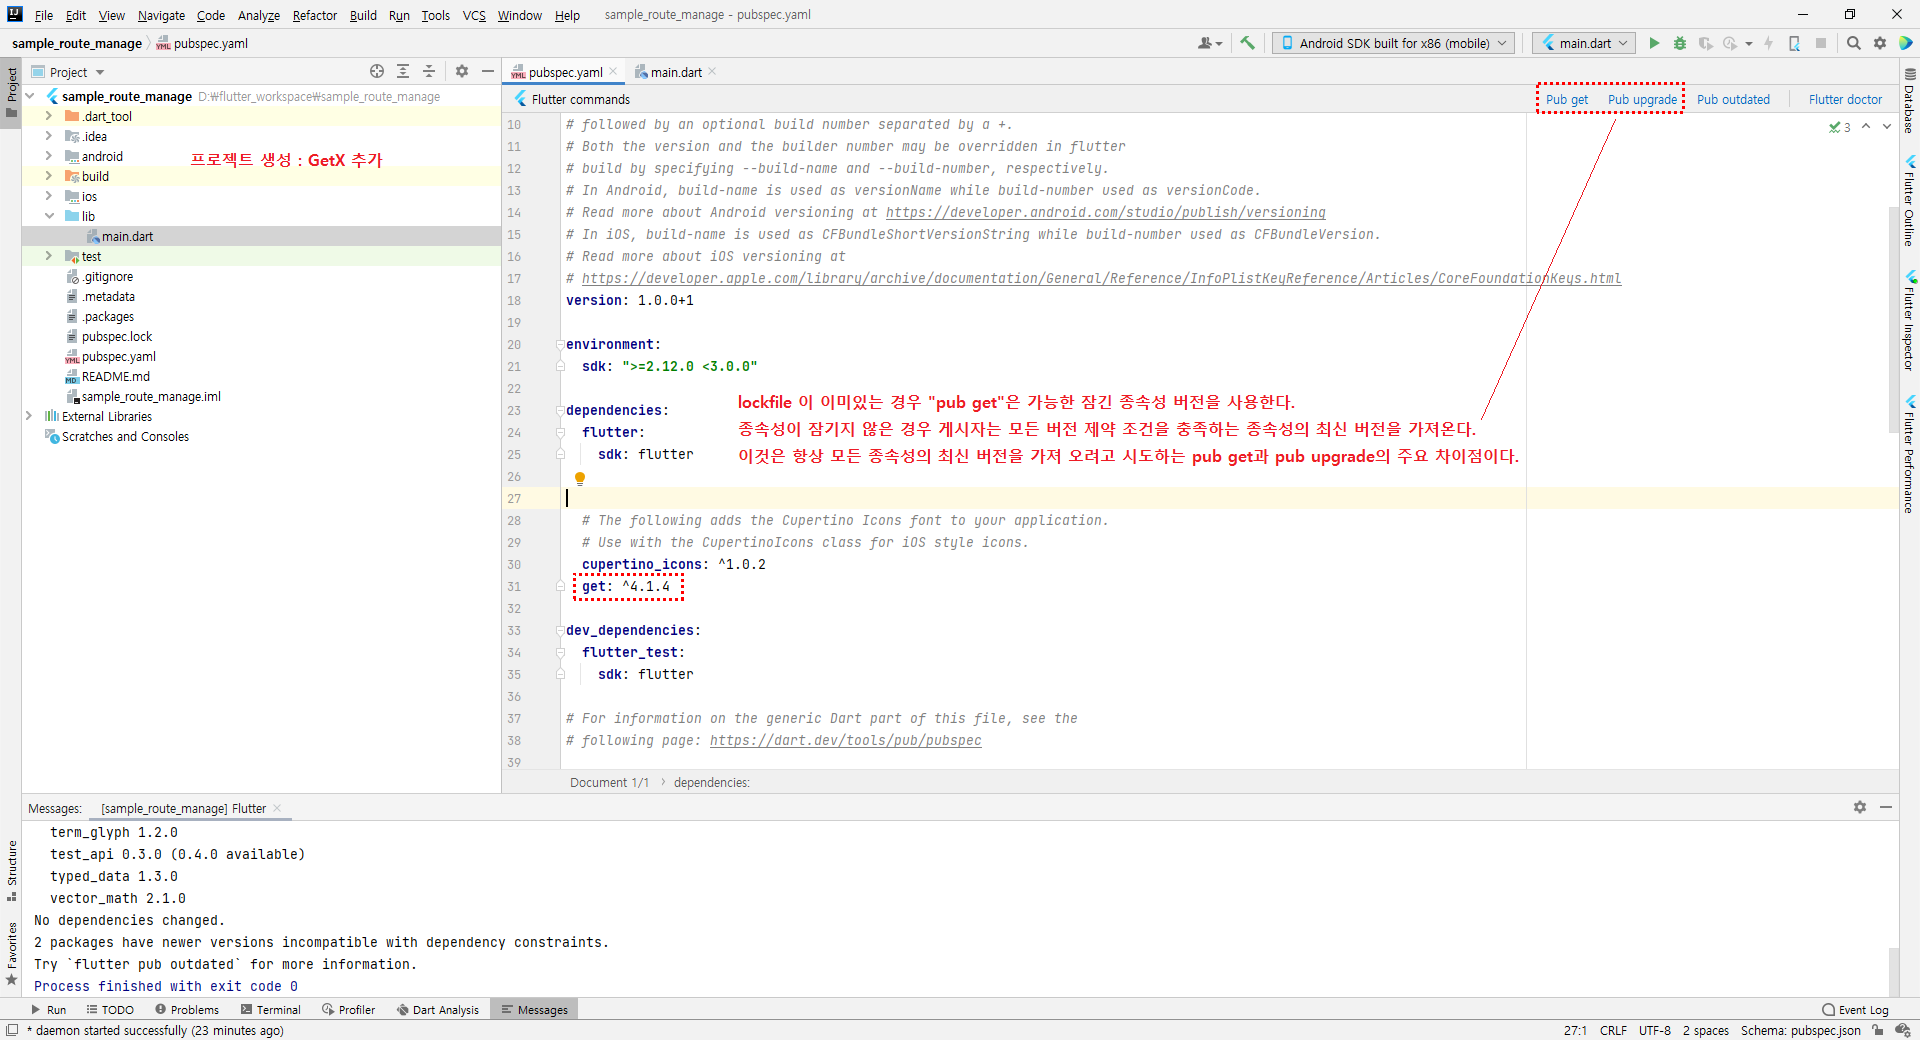 File Edit View Navigate Code Analyze Refactor Build Run Tools VCS Window Help sample_route_manage - pubspec.yaml
sample_route_manage pubspec.yaml Android SDK built for x86 (mobile) main.dart
Project
Project
pubspec.yaml
main.dart
sample_route_manage D:₩flutter_workspace₩sample_route_manage
.dart_tool
.idea
android
build
ios
lib
main.dart
test
.gitignore
.metadata
.packages
pubspec.lock
pubspec.yaml
README.md
sample_route_manage.iml
External Libraries
Scratches and Consoles
프로젝트 생성 : GetX 추가
Flutter commands Pub get Pub upgrade Pub outdated Flutter doctor
3
10 # followed by an optional build number separated by a +.
11 # Both the version and the builder number may be overridden in flutter
12 # build by specifying --build-name and --build-number, respectively.
13 # In Android, build-name is used as versionName while build-number used as versionCode.
14 # Read more about Android versioning at https://developer.android.com/studio/publish/versioning
15 # In iOS, build-name is used as CFBundleShortVersionString while build-number used as CFBundleVersion.
16 # Read more about iOS versioning at
17 # https://developer.apple.com/library/archive/documentation/General/Reference/InfoPlistKeyReference/Articles/CoreFoundationKeys.html
18 version: 1.0.0+1
19
20 environment:
21 sdk: ">=2.12.0 <3.0.0"
22
23 dependencies:
24 flutter:
25 sdk: flutter
26
27
28 # The following adds the Cupertino Icons font to your application.
29 # Use with the CupertinoIcons class for iOS style icons.
30 cupertino_icons: ^1.0.2
31 get: ^4.1.4
32
33 dev_dependencies:
34 flutter_test:
35 sdk: flutter
36
37 # For information on the generic Dart part of this file, see the
38 # following page: https://dart.dev/tools/pub/pubspec
39
lockfile 이 이미있는 경우 "pub get"은 가능한 잠긴 종속성 버전을 사용한다.
종속성이 잠기지 않은 경우 게시자는 모든 버전 제약 조건을 충족하는 종속성의 최신 버전을 가져온다.
이것은 항상 모든 종속성의 최신 버전을 가져 오려고 시도하는 pub get과 pub upgrade의 주요 차이점이다.
Document 1/1 dependencies:
Database
Flutter Outline
Flutter Inspector
Flutter Performance
Structure
Favorites
Messages: [sample_route_manage] Flutter
term_glyph 1.2.0
test_api 0.3.0 (0.4.0 available)
typed_data 1.3.0
vector_math 2.1.0
No dependencies changed.
2 packages have newer versions incompatible with dependency constraints.
Try `flutter pub outdated` for more information.
Process finished with exit code 0
Run TODO Problems Terminal Profiler Dart Analysis Messages Event Log
* daemon started successfully (23 minutes ago) 27:1 CRLF UTF-8 2 spaces Schema: pubspec.json